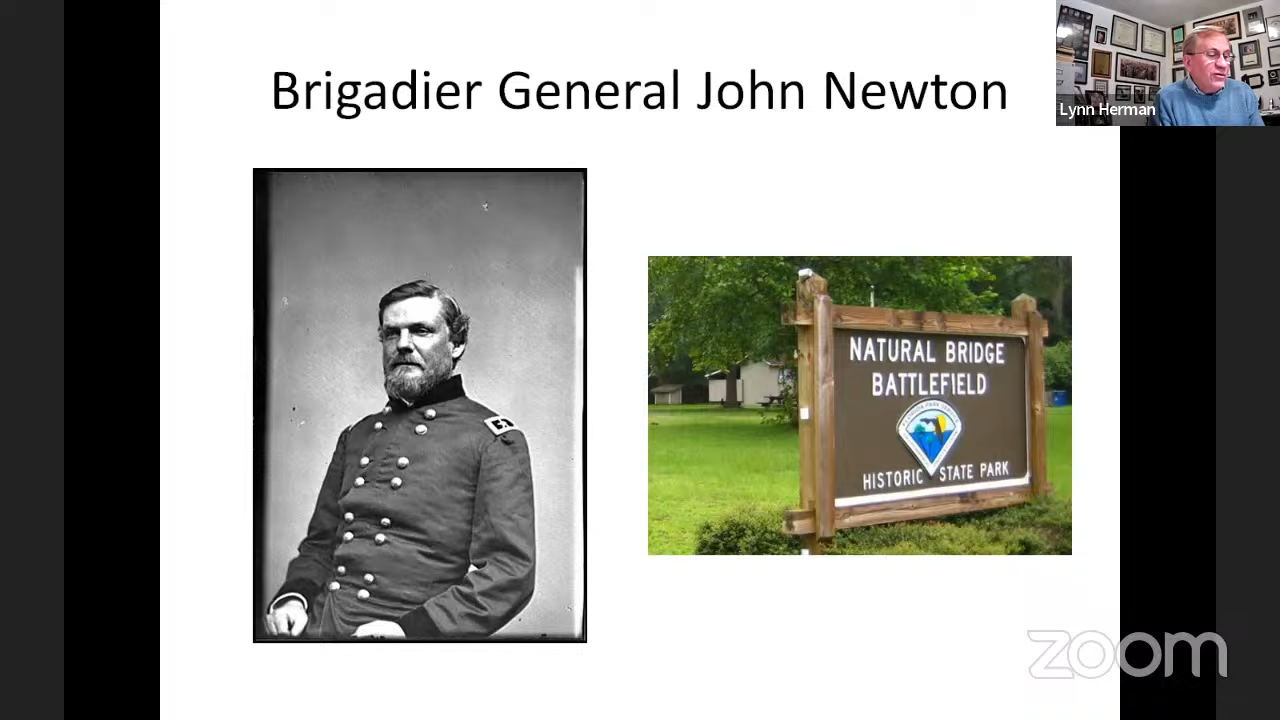 Brigadier General John Newton
Lynn Herman
NATURAL BRIDGE
BATTLEFIELD
HISTORIC STATE PARK
zoom